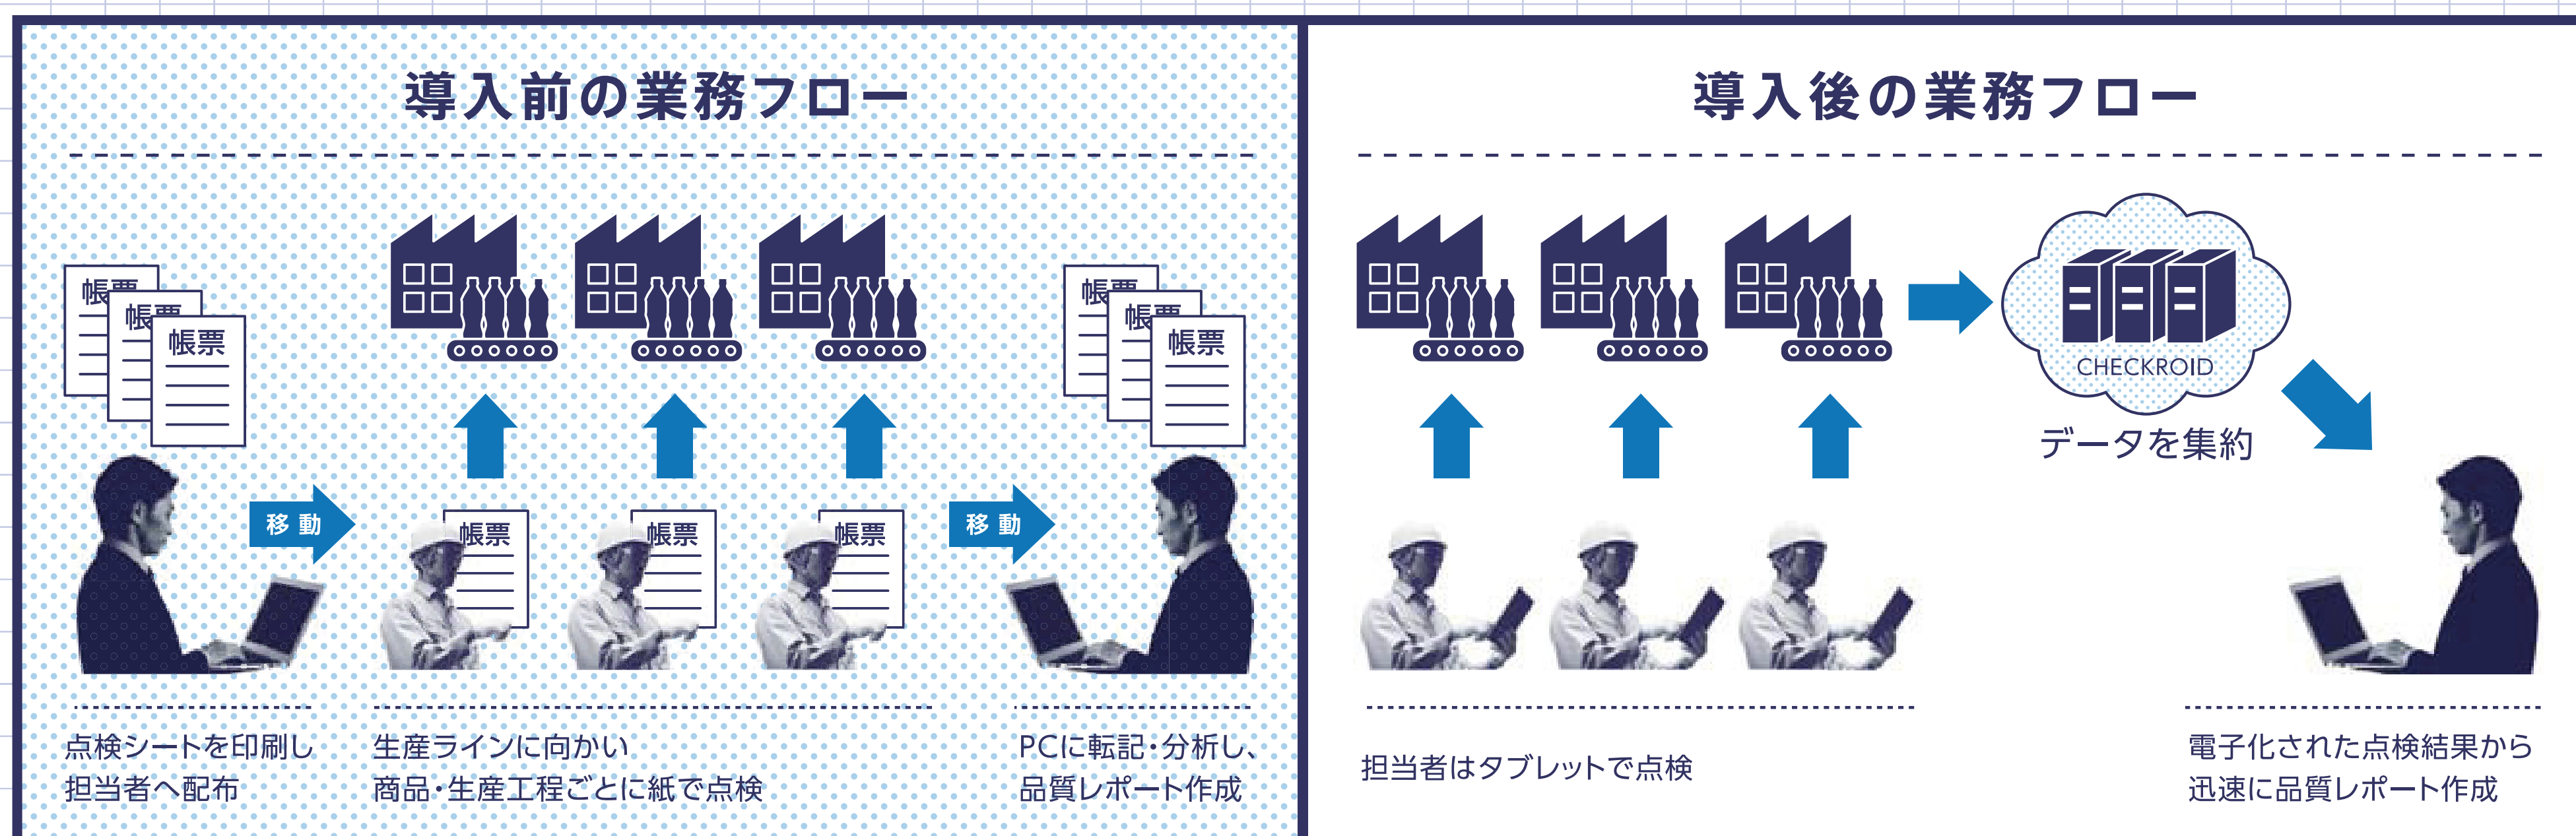 導入前の業務フロー
帳票
帳票
帳票
移動
点検シートを印刷し
担当者へ配布
帳票
帳票
帳票
生産ラインに向かい
商品・生産工程ごとに紙で点検
移動
帳票
帳票
帳票
PCに転記・分析し、
品質レポート作成
導入後の業務フロー
担当者はタブレットで点検
CHECKROID
データを集約
電子化された点検結果から
迅速に品質レポート作成